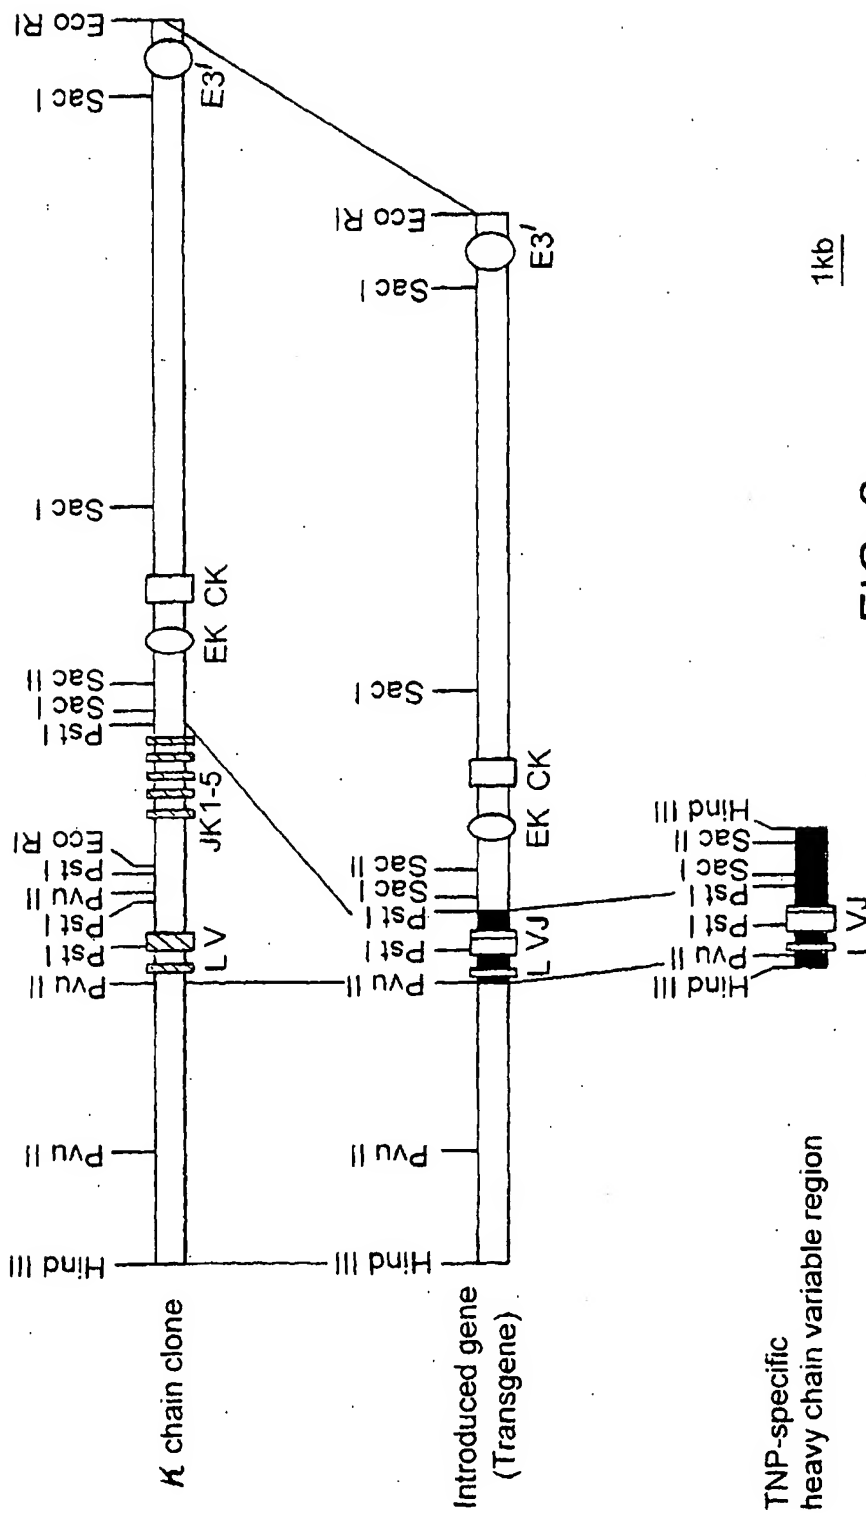 Hind III
Pvu II
Pvu II
Pst I
Pst I
Pvu II
Pst I
Eco RI
Pst I
Sac I
Sac II
Sac I
Sac I
Eco RI
K chain clone
L V JK1-5 EK CK E3'
Hind III
Pvu II
Pvu II
Pst I
Pst I
Sac I
Sac II
Sac I
Sac I
Eco RI
Introduced gene
(Transgene)
L VJ EK CK E3'
Hind III
Pvu II
Pst I
Pst I
Sac I
Sac II
Hind III
TNP-specific
heavy chain variable region
L VJ
1kb